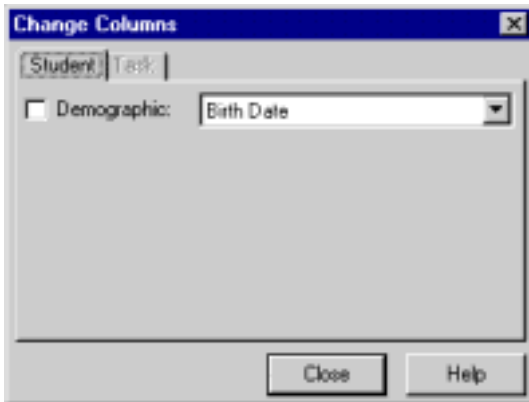 Change Columns
Student Task
Demographic: Birth Date
Close Help